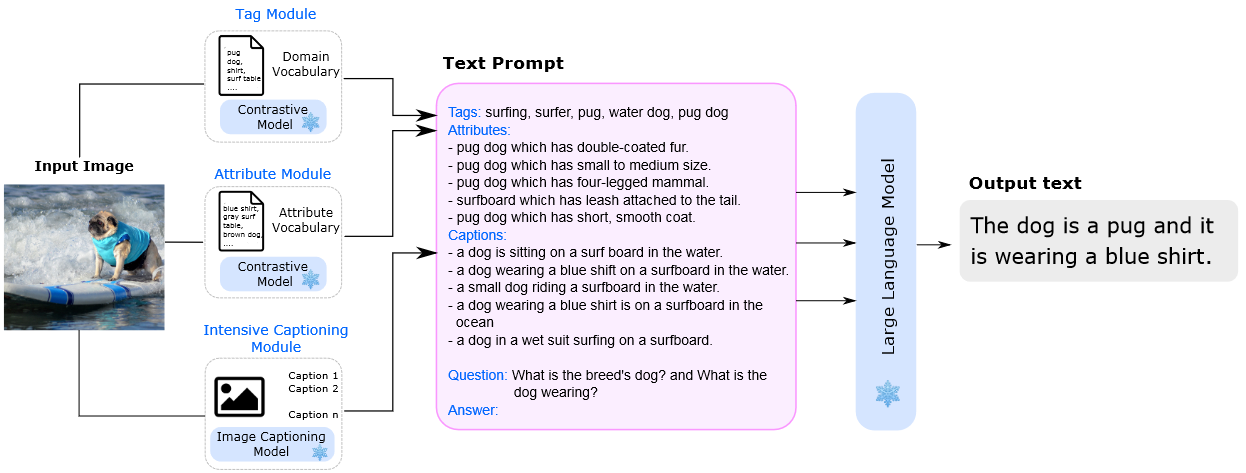 Tag Module
pug
dog,
shirt,
surf table
....
Domain
Vocabulary
Contrastive
Model
Input Image
Attribute Module
blue shirt,
gray surf
table,
brown dog,
....
Attribute
Vocabulary
Contrastive
Model
Intensive Captioning
Module
Caption 1
Caption 2
Caption n
Image Captioning
Model
Text Prompt
Tags: surfing, surfer, pug, water dog, pug dog
Attributes:
- pug dog which has double-coated fur.
- pug dog which has small to medium size.
- pug dog which has four-legged mammal.
- surfboard which has leash attached to the tail.
- pug dog which has short, smooth coat.
Captions:
- a dog is sitting on a surf board in the water.
- a dog wearing a blue shift on a surfboard in the water.
- a small dog riding a surfboard in the water.
- a dog wearing a blue shirt is on a surfboard in the
ocean
- a dog in a wet suit surfing on a surfboard.
Question: What is the breed's dog? and What is the
dog wearing?
Answer:
Large Language Model
Output text
The dog is a pug and it
is wearing a blue shirt.